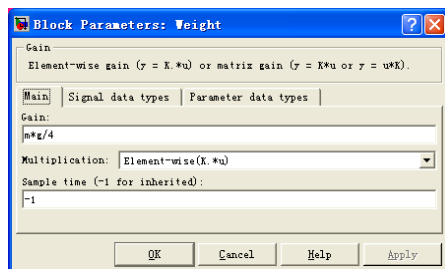 Block Parameters: Weight
Gain
Element-wise gain (y = K.*u) or matrix gain (y = K*u or y = u*K).
Main Signal data types Parameter data types
Gain:
m*g/4
Multiplication: Element-wise(K.*u)
Sample time (-1 for inherited):
-1
OK Cancel Help Apply